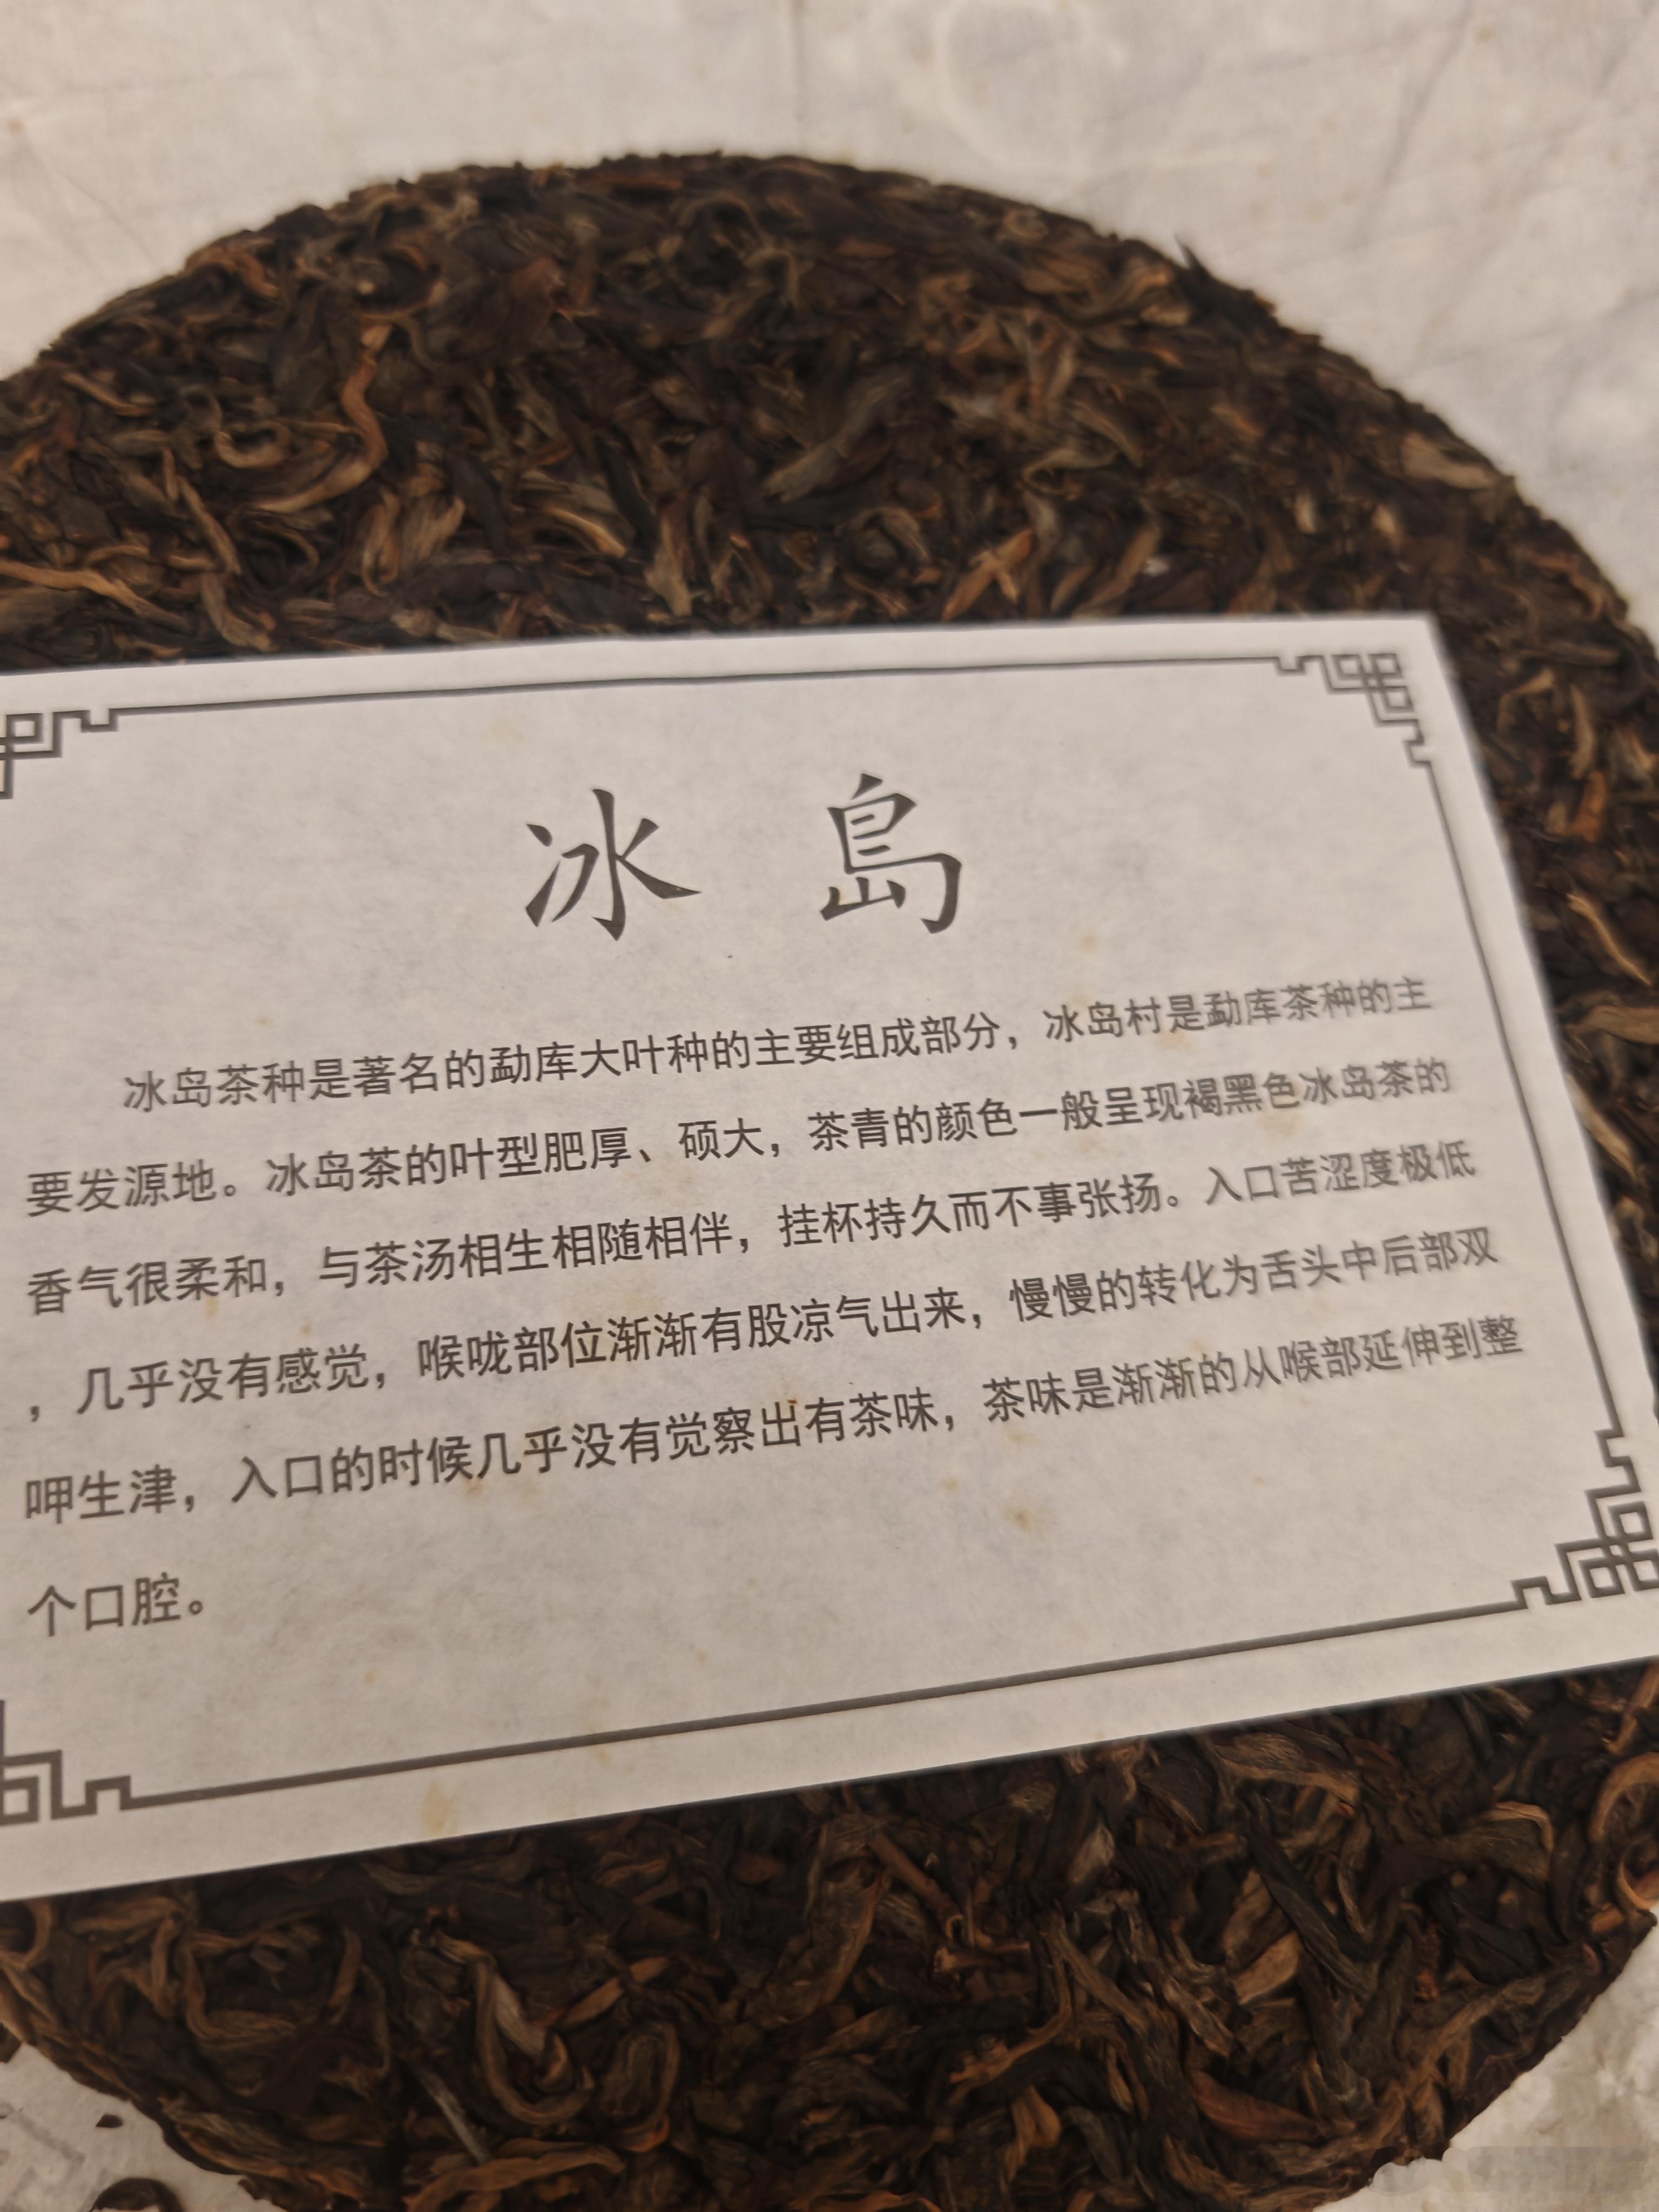 冰島
冰岛茶种是著名的勐库大叶种的主要组成部分，冰岛村是勐库茶种的主
要发源地。冰岛茶的叶型肥厚、硕大，茶青的颜色一般呈现褐黑色冰岛茶的
香气很柔和，与茶汤相生相随相伴，挂杯持久而不事张扬。入口苦涩度极低
，几乎没有感觉，喉咙部位渐渐有股凉气出来，慢慢的转化为舌头中后部双
呷生津，入口的时候几乎没有觉察出有茶味，茶味是渐渐的从喉部延伸到整
个口腔。